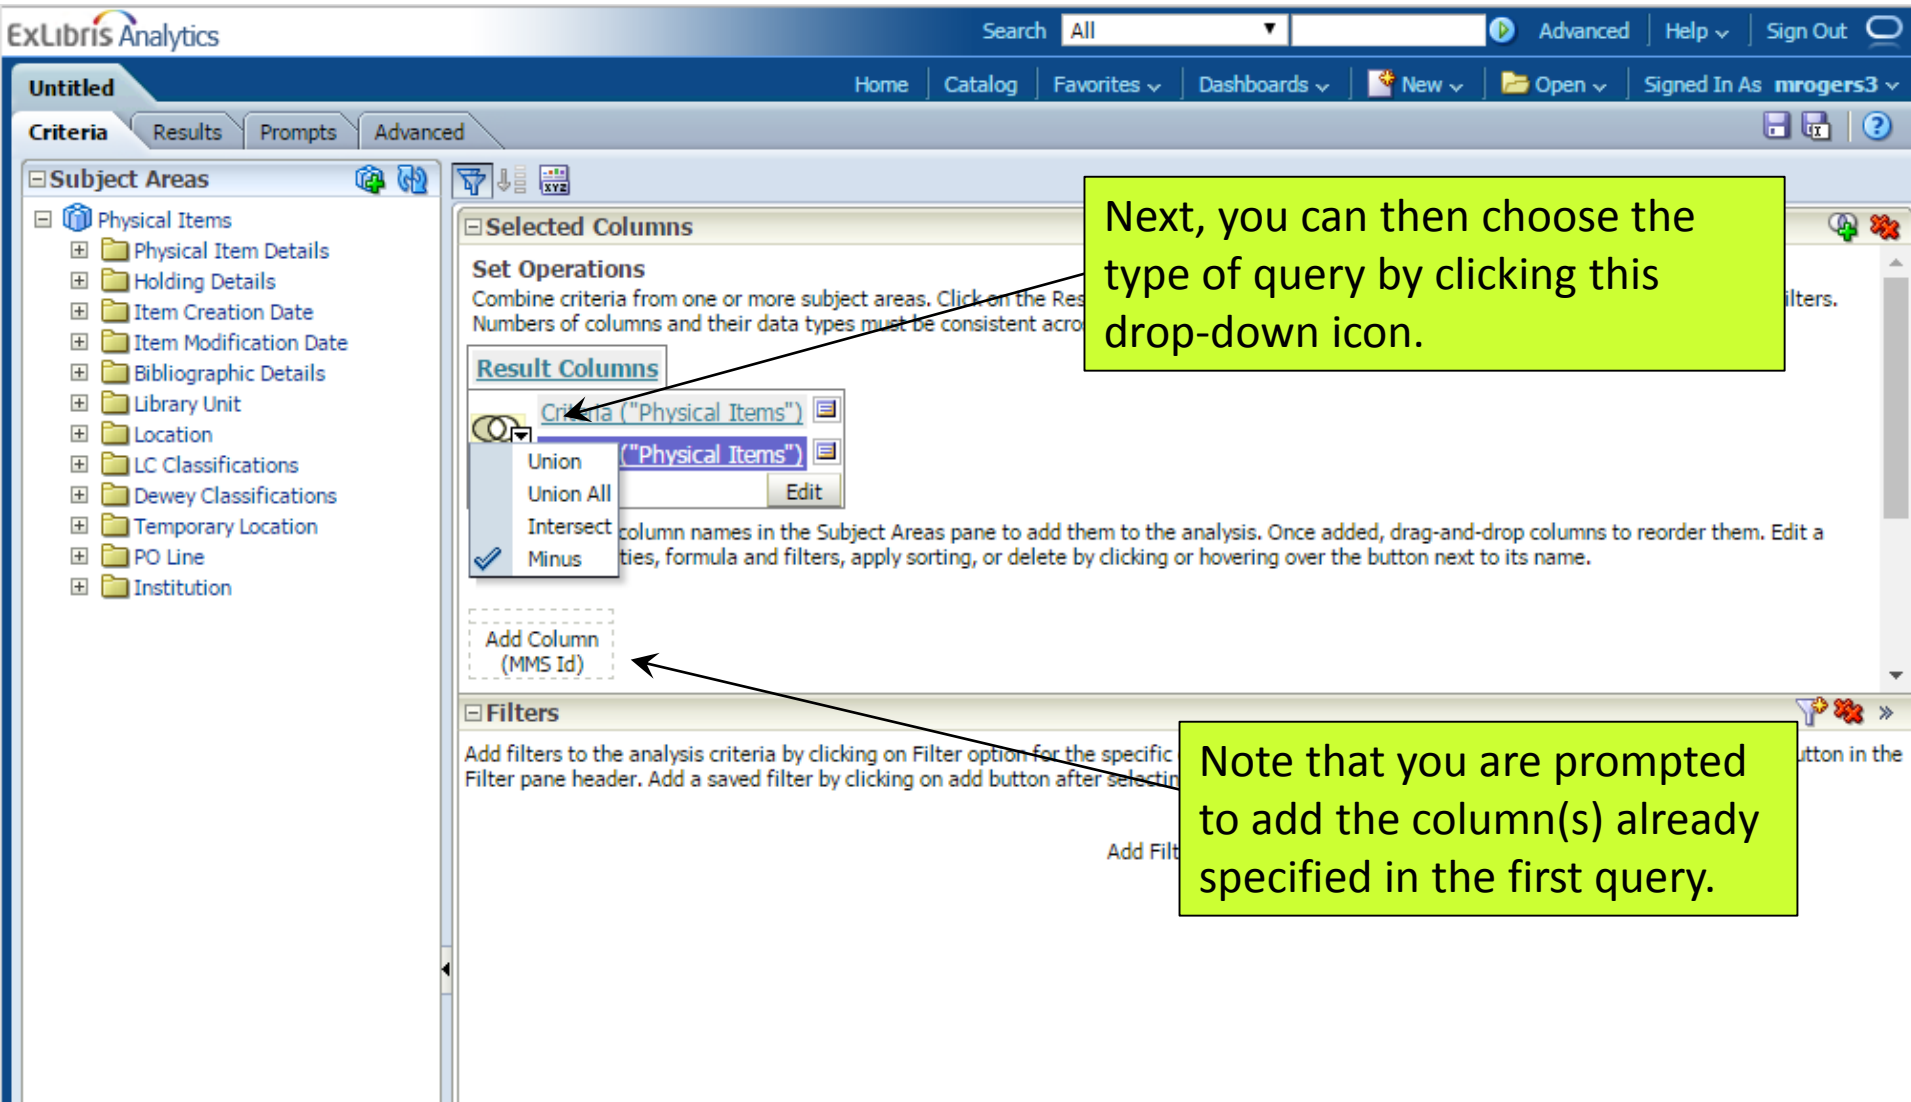 ExLibris Analytics
Search All Advanced Help Sign Out
Untitled
Home Catalog Favorites Dashboards New Open Signed In As mrogers3
Criteria Results Prompts Advanced
Subject Areas
Physical Items
Physical Item Details
Holding Details
Item Creation Date
Item Modification Date
Bibliographic Details
Library Unit
Location
LC Classifications
Dewey Classifications
Temporary Location
PO Line
Institution
XYZ
Selected Columns
Set Operations
Combine criteria from one or more subject areas. Click on the Res
ilters.
Numbers of columns and their data types must be consistent acro
Next, you can then choose the
type of query by clicking this
drop-down icon.
Result Columns
Criteria ("Physical Items")
("Physical Items")
Union
Union All
Intersect
Minus
Edit
column names in the Subject Areas pane to add them to the analysis. Once added, drag-and-drop columns to reorder them. Edit a
ties, formula and filters, apply sorting, or delete by clicking or hovering over the button next to its name.
Add Column
(MMS Id)
Filters
Add filters to the analysis criteria by clicking on Filter option for the specific
utton in the
Filter pane header. Add a saved filter by clicking on add button after selectin
Add Filt
Note that you are prompted
to add the column(s) already
specified in the first query.